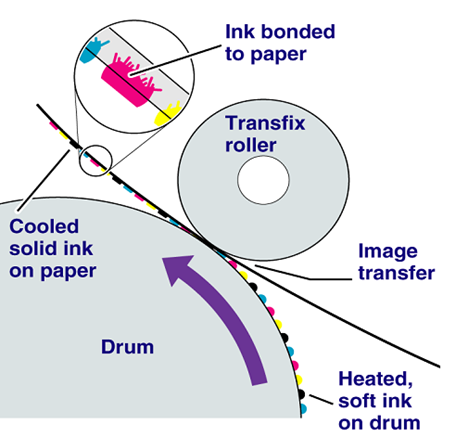 Ink bonded
to paper
Transfix
roller
Cooled
solid ink
on paper
Image
transfer
Drum
Heated,
soft ink
on drum